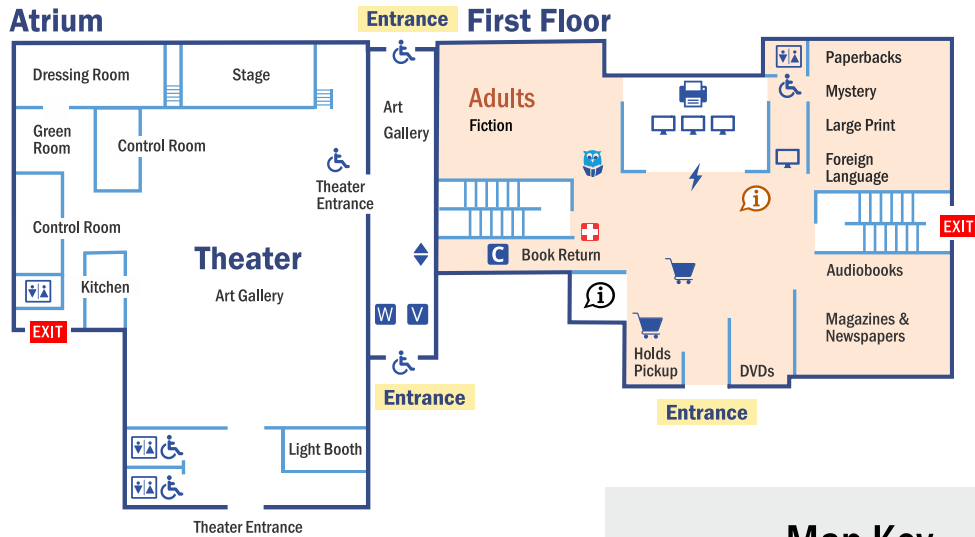 Atrium
Entrance
First Floor
Dressing Room
Stage
Art
Gallery
Adults
Fiction
Paperbacks
Mystery
Large Print
Foreign
Language
Green
Room
Control Room
Theater
Entrance
Control Room
Theater
Art Gallery
Kitchen
EXIT
W V
C Book Return
EXIT
Audiobooks
Magazines &
Newspapers
Holds
Pickup
DVDs
Entrance
Entrance
Light Booth
Theater Entrance
Map Key